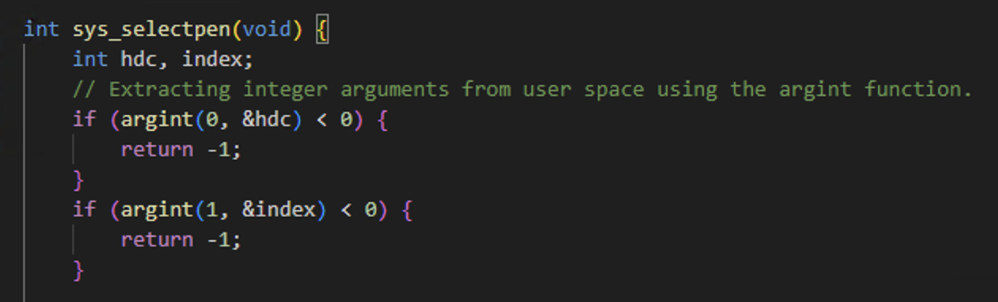 int sys_selectpen(void) {
    int hdc, index;
    // Extracting integer arguments from user space using the argint function.
    if (argint(0, &hdc) < 0) {
        return -1;
    }
    if (argint(1, &index) < 0) {
        return -1;
    }